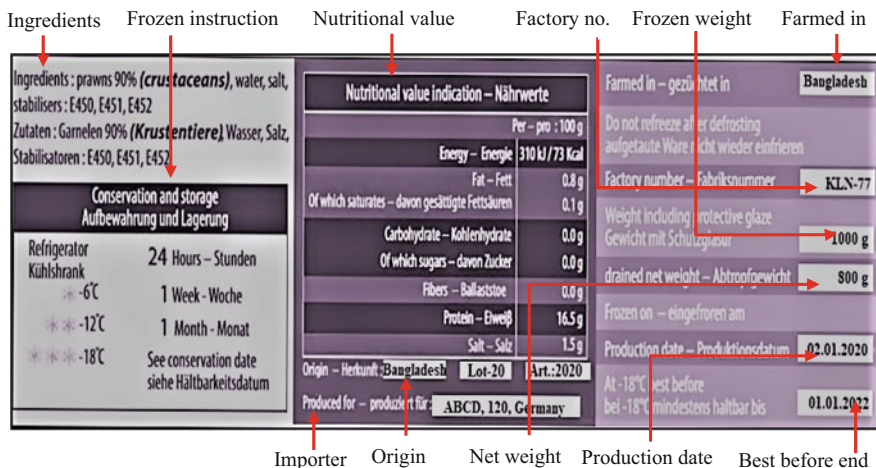 Ingredients
Frozen instruction
Nutritional value
Factory no.
Frozen weight
Farmed in
Ingredients : prawns 90% (crustaceans), water, salt,
stabilisers : E450, E451, E452
Zutaten : Garnelen 90% (Krustentiere), Wasser, Salz,
Stabilisatoren : E450, E451, E452
Conservation and storage
Aufbewahrung und Lagerung
Refrigerator 24 Hours – Stunden
Kühlshrank
-6℃ 1 Week - Woche
-12℃ 1 Month - Monat
-18℃ See conservation date
siehe Hältbarkeitsdatum
Nutritional value indication – Nährwerte
Per – pro : 100 g
Energy – Energie 310 kJ / 73 Kcal
Fat – Fett 0.8 g
Of which saturates – davon gesättigte Fettsäuren 0.1 g
Carbohydrate – Kohlenhydrate 0.0 g
Of which sugars – davon Zucker 0.0 g
Fibers – Ballaststoe 0.0 g
Protein – Eiweiß 16.5 g
Salt – Salz 1.5 g
Origin – Herkunft: Bangladesh Lot-20 Art.:2020
Produced for – produziert für: ABCD, 120, Germany
Farmed in – gezüchtet in Bangladesh
Do not refreeze after defrosting
aufgetaute Ware nicht wieder einfrieren
Factory number – Fabriksnummer KLN-77
Weight including protective glaze
Gewicht mit Schutzglasur 1000 g
drained net weight – Abtropfgewicht 800 g
Frozen on – eingefroren am
Production date – Produktionsdatum 02.01.2020
At -18℃ best before
bei -18℃ mindestens haltbar bis 01.01.2022
Importer
Origin
Net weight
Production date
Best before end